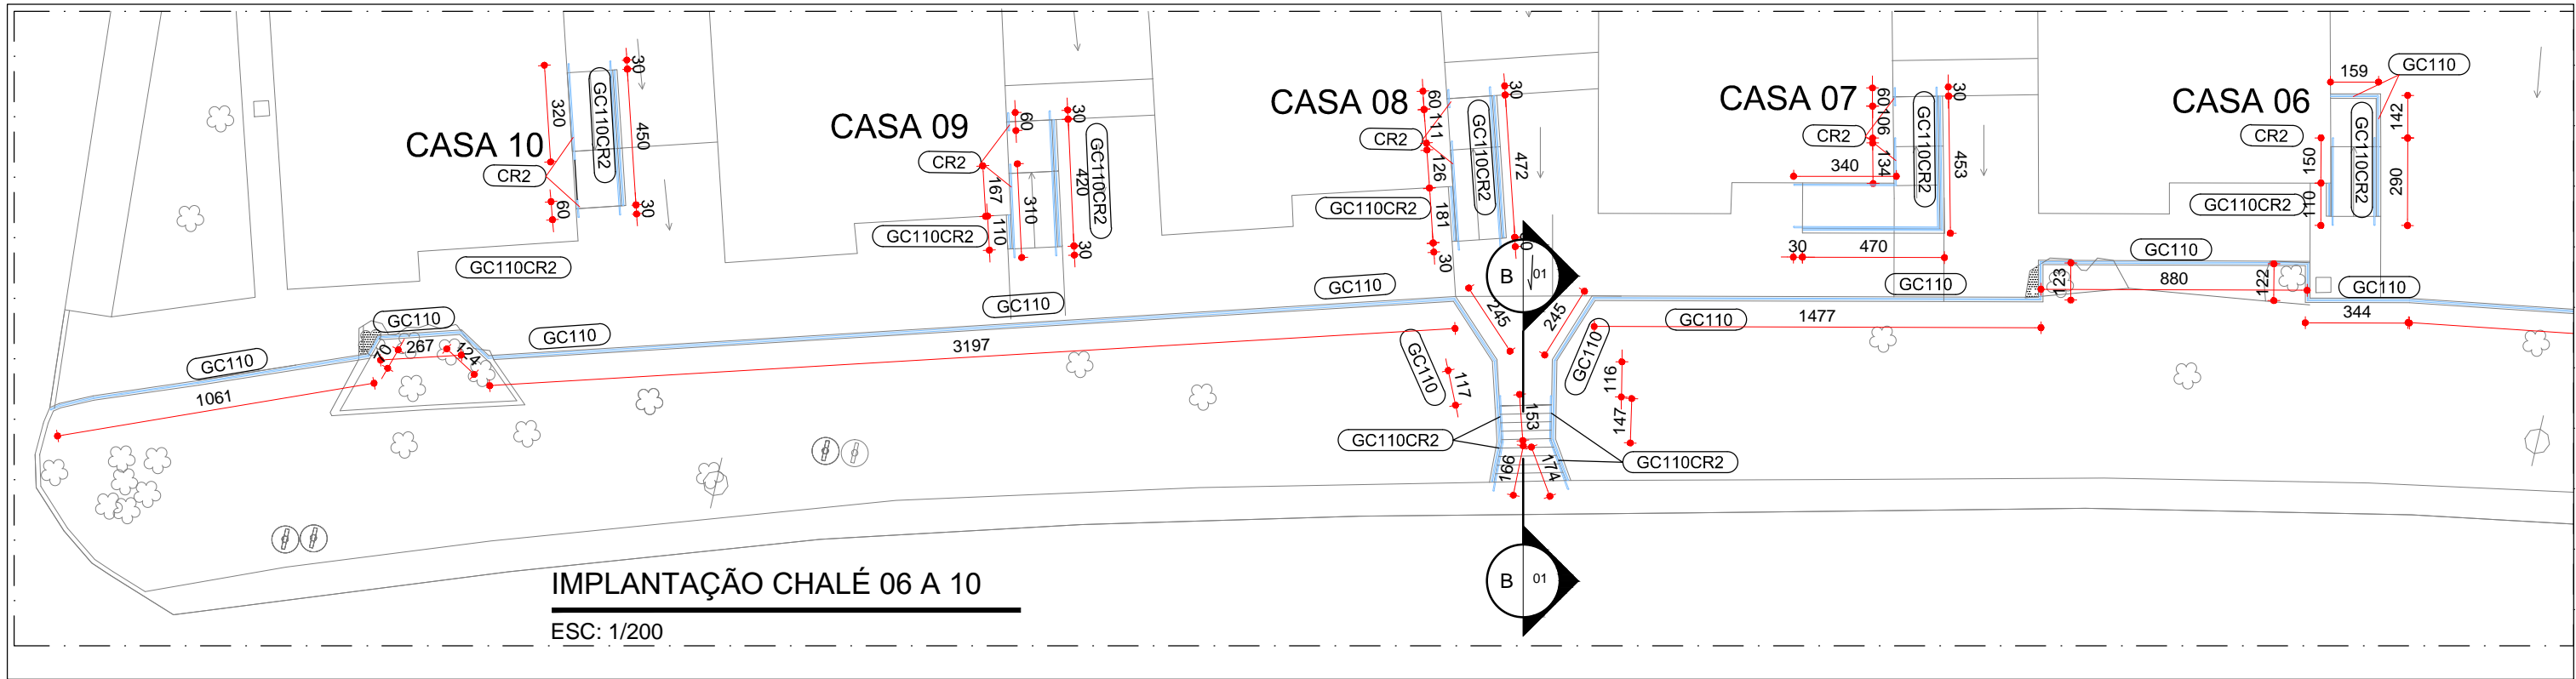 CASA 10
320
30
GC110CR2
450
CR2
60
30
GC110CR2
CASA 09
60
30
CR2
167
310
420
GC110CR2
GC110CR2
110
30
GC110
CASA 08
60
111
30
CR2
126
GC110CR2
472
GC110CR2
181
30
30
GC110
CASA 07
60
106
30
CR2
134
GC110CR2
453
340
30
470
GC110
CASA 06
159
GC110
142
CR2
150
GC110CR2
290
GC110CR2
110
GC110
123
880
122
GC110
344
B
01
245
245
GC110
1477
GC110
GC110
117
116
147
153
GC110CR2
GC110CR2
166
174
GC110
GC110
GC110
70
267
124
3197
1061
B
01
IMPLANTAÇÃO CHALÉ 06 A 10
ESC: 1/200